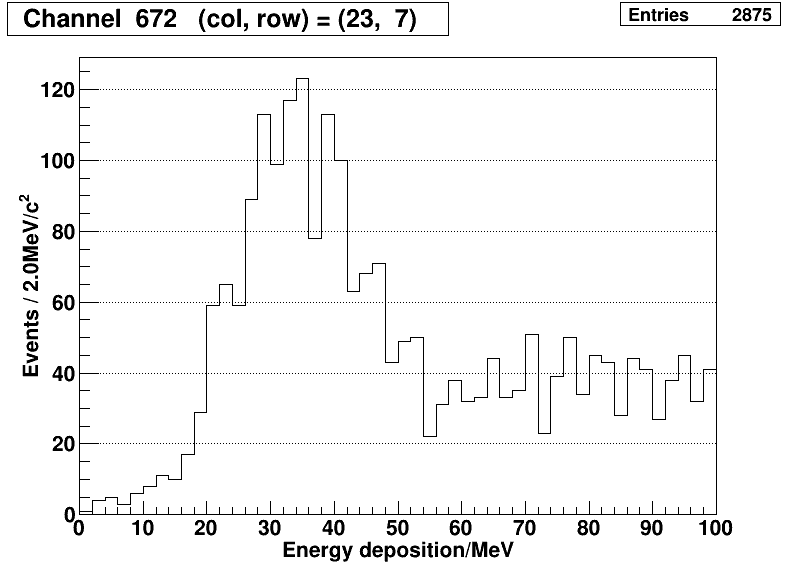 Channel 672 (col, row) = (23, 7)
Entries 2875
Events / 2.0MeV/c²
120
100
80
60
40
20
0
0 10 20 30 40 50 60 70 80 90 100
Energy deposition/MeV